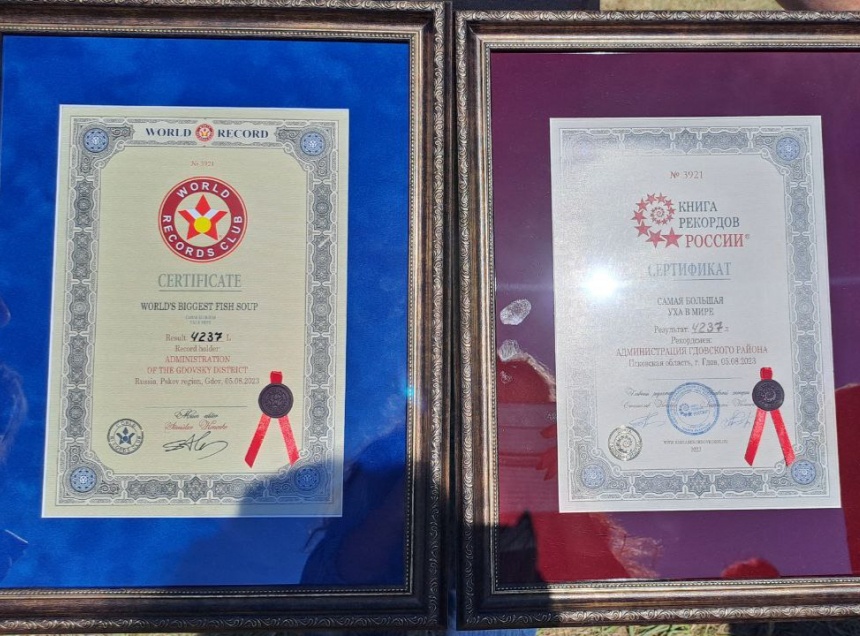 WORLD RECORD
No 3921
WORLD
RECORDS CLUB
CERTIFICATE
WORLD'S BIGGEST FISH SOUP
Result 4237 L
Record holder:
ADMINISTRATION
OF THE GDOVSKY DISTRICT
Russia, Pskov region, Gdov, 05.08.2023
№ 3921
КНИГА
РЕКОРДОВ
РОССИИ®
СЕРТИФИКАТ
САМАЯ БОЛЬШАЯ
УХА В МИРЕ
Результат: 4237 л
Рекордсмен:
АДМИНИСТРАЦИЯ ГДОВСКОГО РАЙОНА
Псковская область, г. Гдов, 05.08.2023
2023